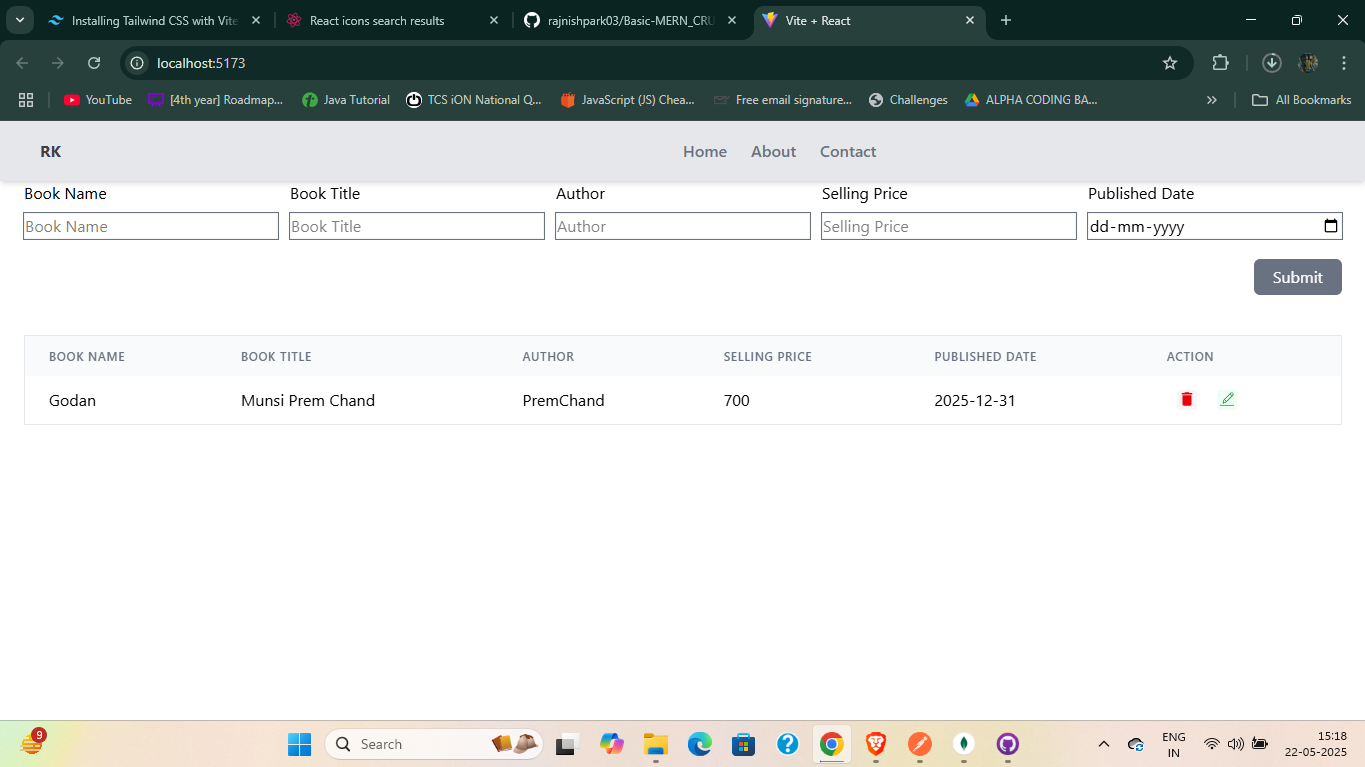 Installing Tailwind CSS with Vite
React icons search results
rajnishpark03/Basic-MERN_CRU
Vite + React
localhost:5173
YouTube
[4th year] Roadmap...
Java Tutorial
TCS iON National Q...
JavaScript (JS) Chea...
Free email signature...
Challenges
ALPHA CODING BA...
All Bookmarks
RK
Home About Contact
Book Name Book Title Author Selling Price Published Date
Book Name Book Title Author Selling Price dd-mm-yyyy
Submit
BOOK NAME BOOK TITLE AUTHOR SELLING PRICE PUBLISHED DATE ACTION
Godan Munsi Prem Chand PremChand 700 2025-12-31
9
Search
ENG
IN
15:18
22-05-2025